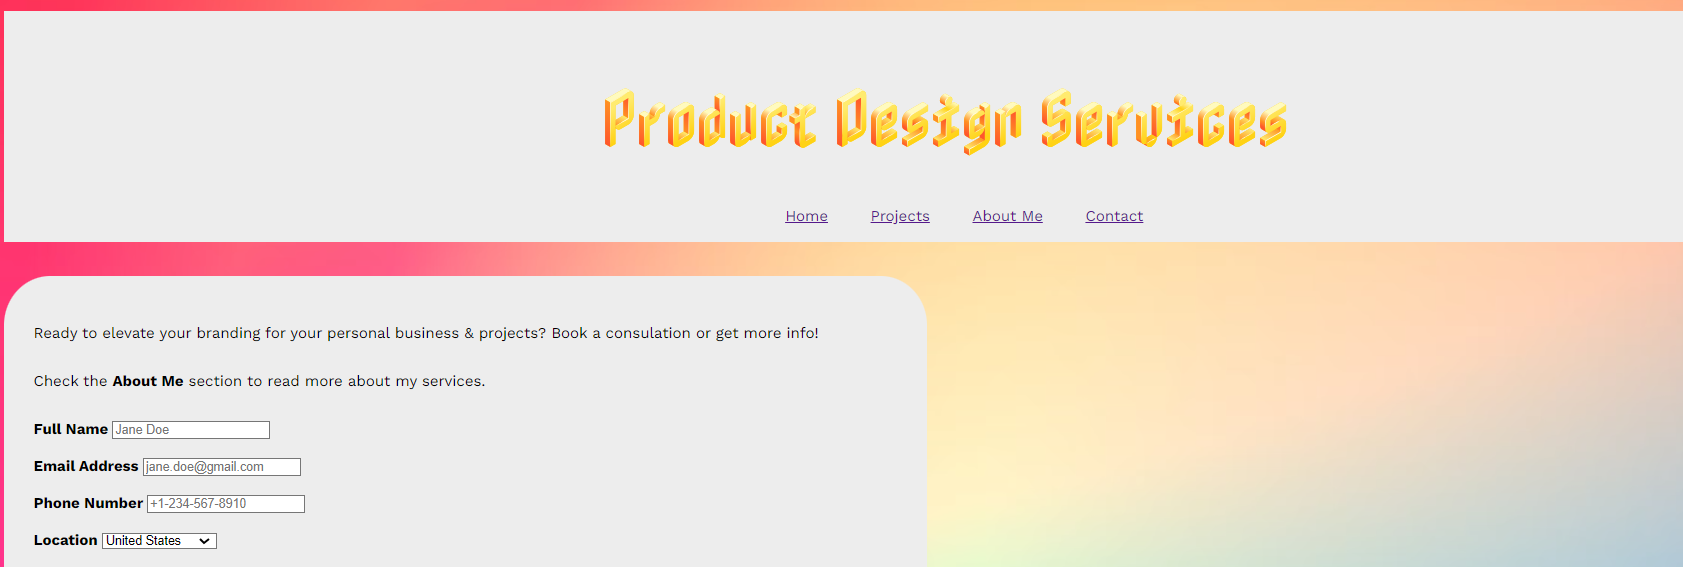 Product Design Services
Home Projects About Me Contact
Ready to elevate your branding for your personal business & projects? Book a consulation or get more info!
Check the About Me section to read more about my services.
Full Name Jane Doe
Email Address jane.doe@gmail.com
Phone Number +1-234-567-8910
Location United States